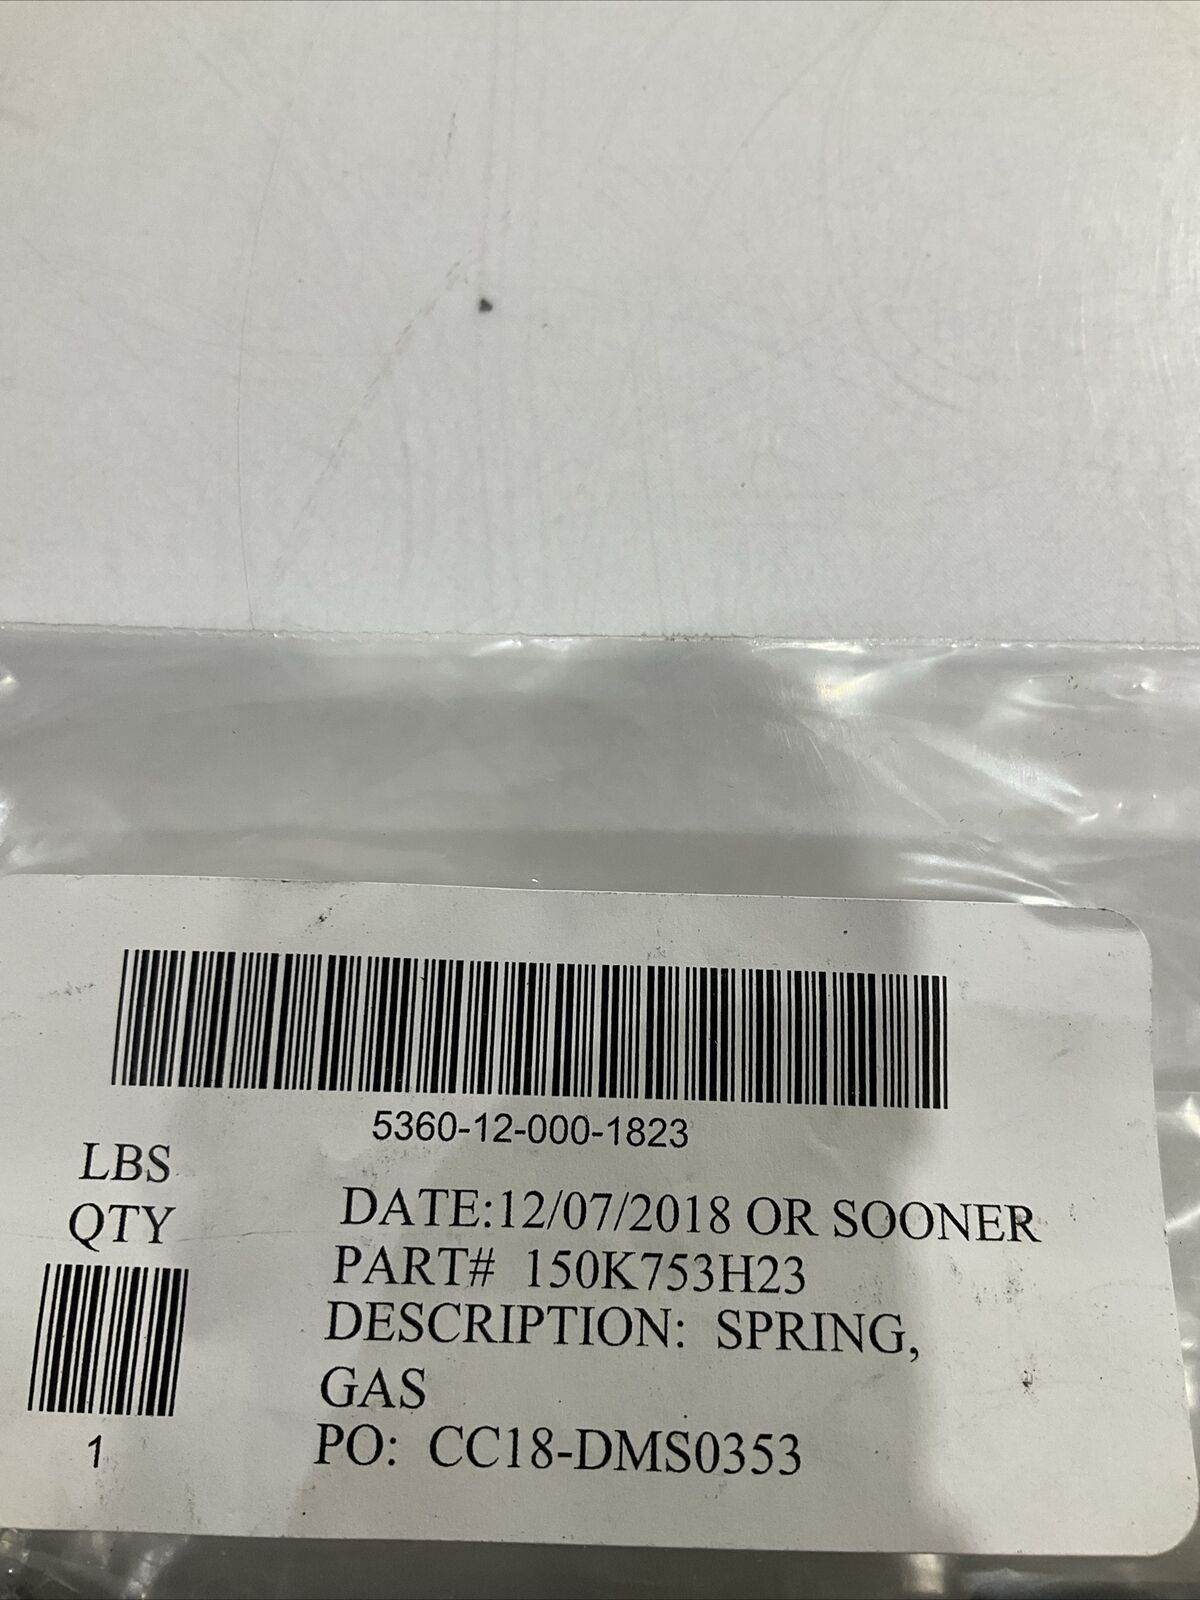 5360-12-000-1823
LBS
QTY
1
DATE:12/07/2018 OR SOONER
PART# 150K753H23
DESCRIPTION: SPRING,
GAS
PO: CC18-DMS0353